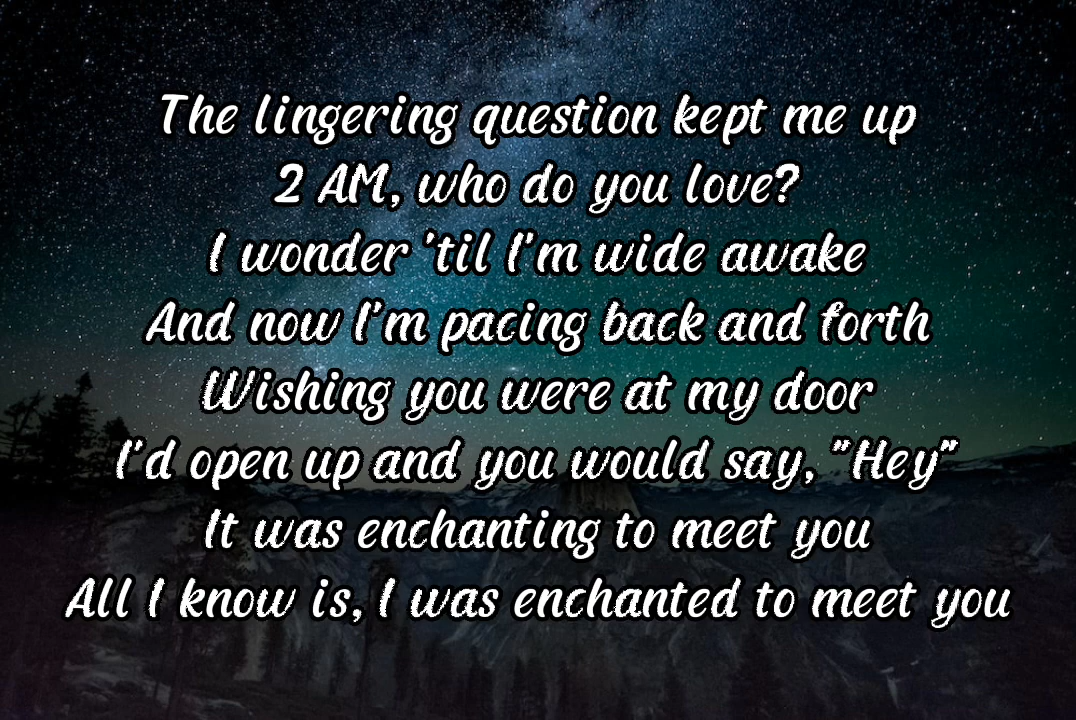 The lingering question kept me up
2 AM, who do you love?
I wonder 'til I'm wide awake
And now I'm pacing back and forth
Wishing you were at my door
I'd open up and you would say, "Hey"
It was enchanting to meet you
All I know is, I was enchanted to meet you